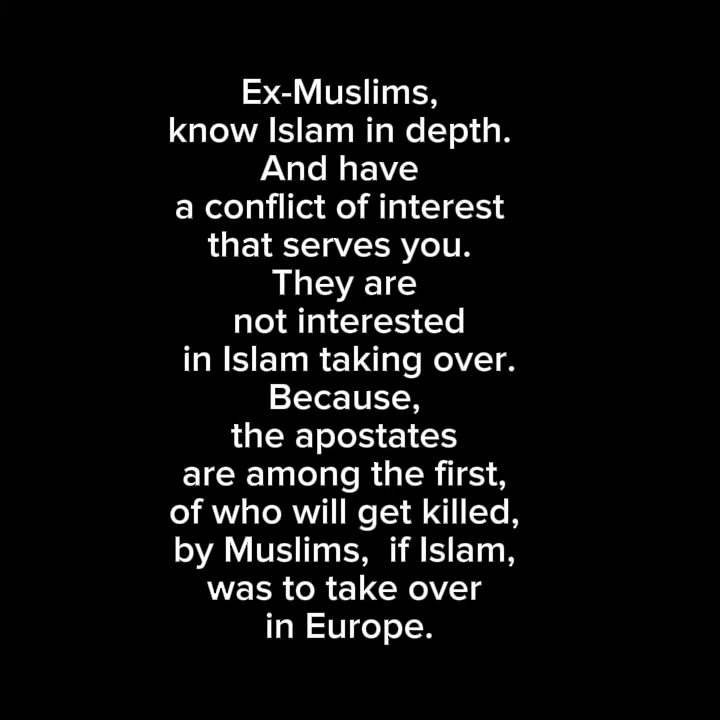 Ex-Muslims,
know Islam in depth.
And have
a conflict of interest
that serves you.
They are
not interested
in Islam taking over.
Because,
the apostates
are among the first,
of who will get killed,
by Muslims,  if Islam,
was to take over
in Europe.